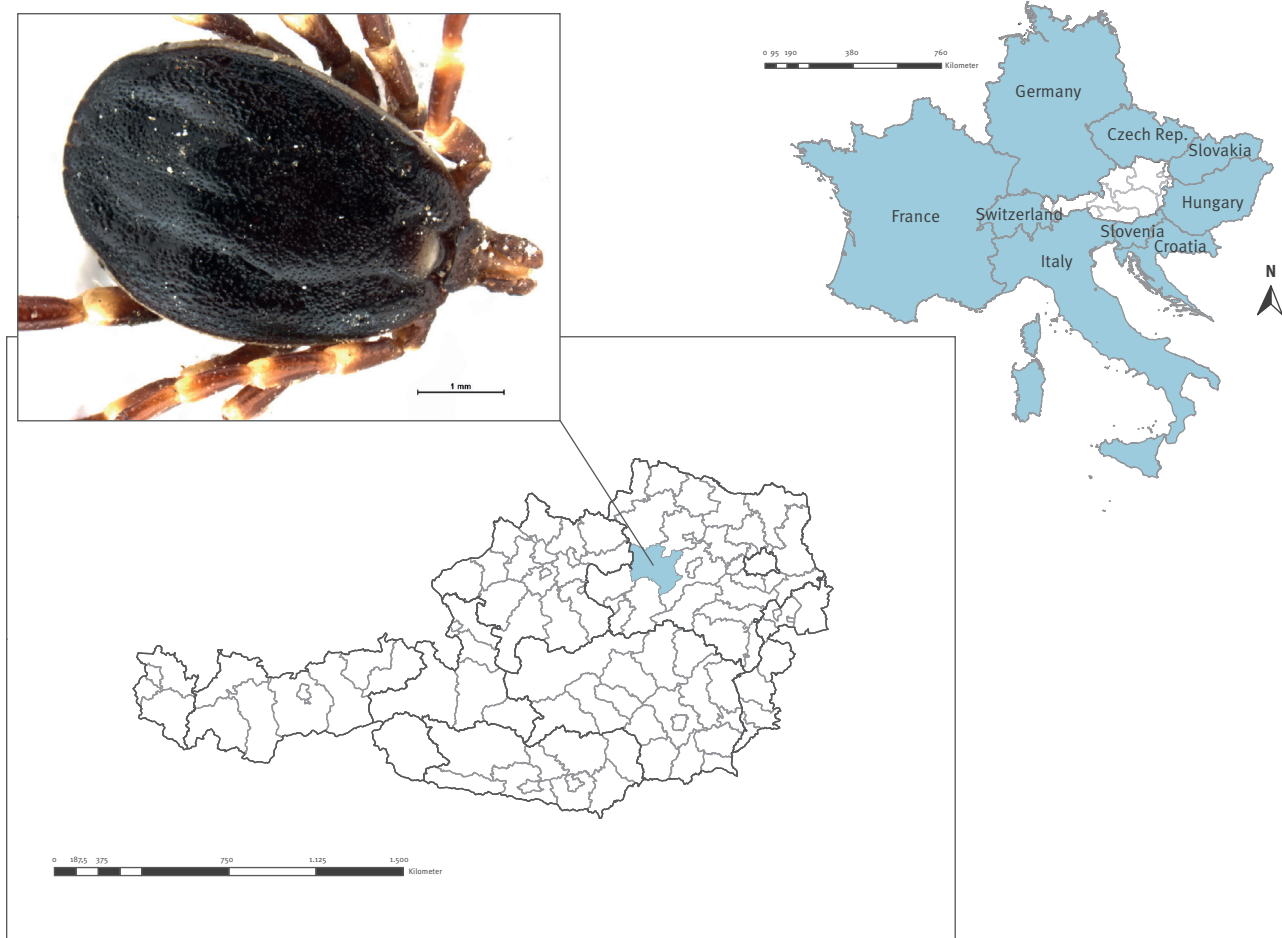 1 mm
0 95 190 380 760
Kilometer
Germany
Czech Rep.
Slovakia
France
Switzerland
Hungary
Slovenia
Croatia
Italy
N
0 187,5 375 750 1.125 1.500
Kilometer